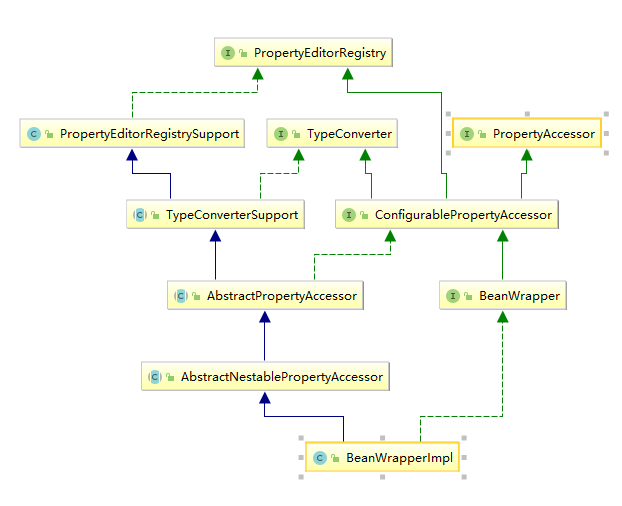 I PropertyEditorRegistry
C PropertyEditorRegistrySupport
I TypeConverter
I PropertyAccessor
C TypeConverterSupport
I ConfigurablePropertyAccessor
C AbstractPropertyAccessor
I BeanWrapper
C AbstractNestablePropertyAccessor
C BeanWrapperImpl